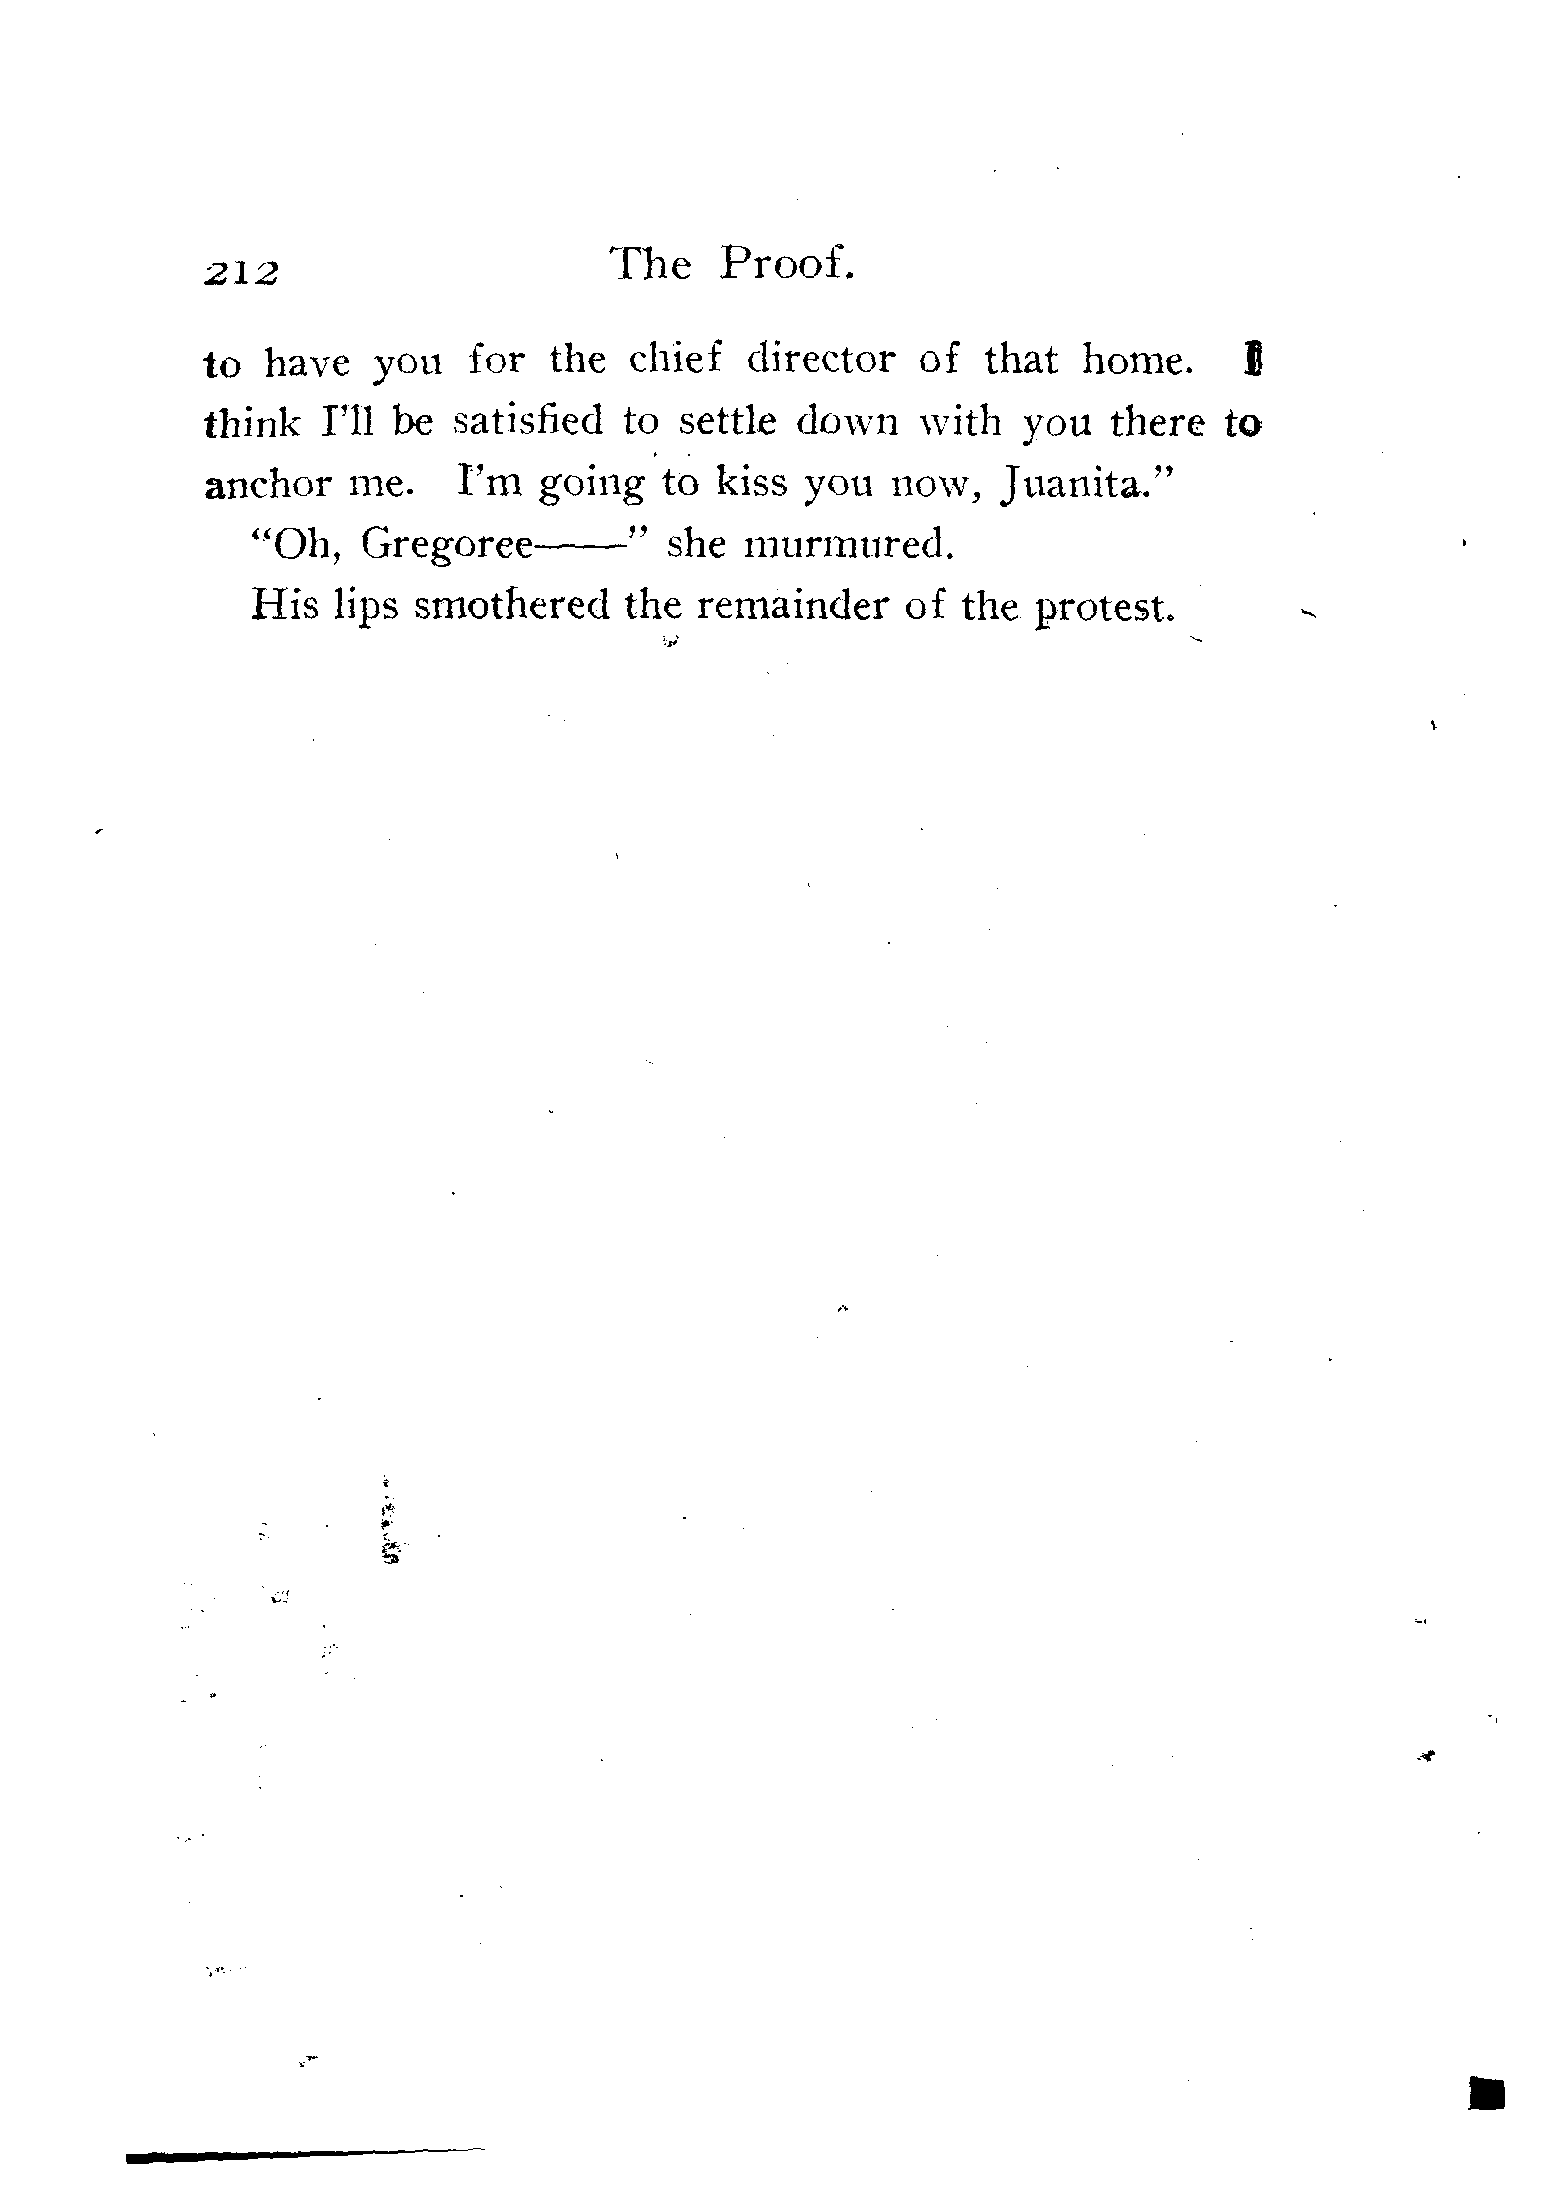 212 The Proof.
to have you for the chief director of that home. I
think I'll be satisfied to settle down with you there to
anchor me. I'm going to kiss you now, Juanita.”
“Oh, Gregoree——” she murmured.
His lips smothered the remainder of the protest.